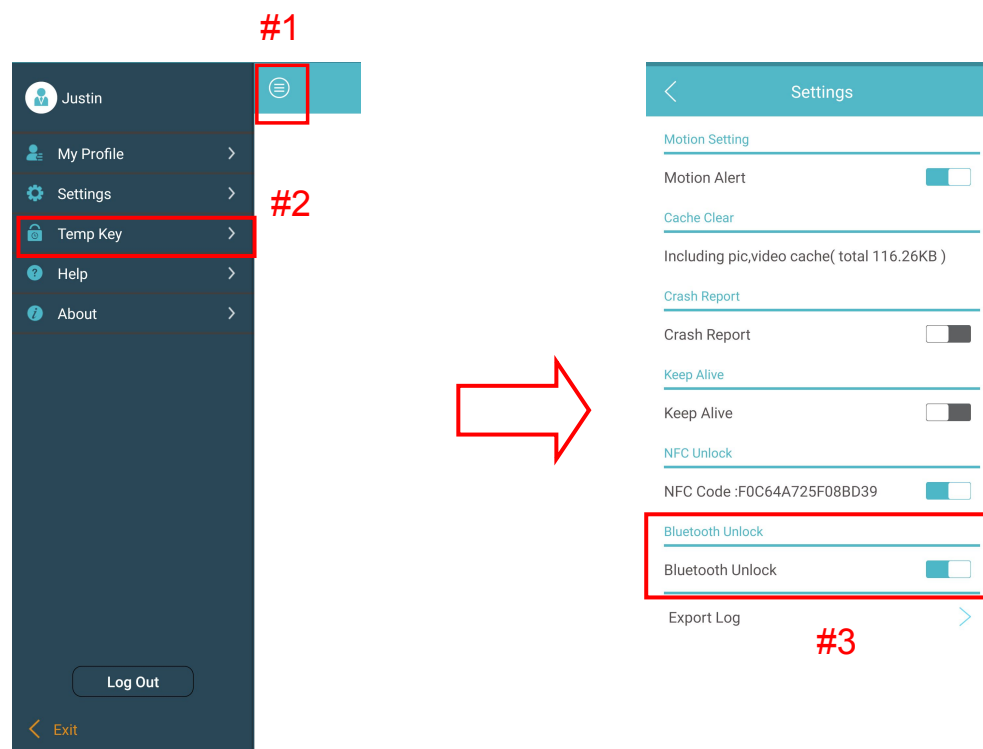 #1
Justin
My Profile
Settings
#2
Temp Key
Help
About
Log Out
Exit
Settings
Motion Setting
Motion Alert
Cache Clear
Including pic,video cache( total 116.26KB )
Crash Report
Crash Report
Keep Alive
Keep Alive
NFC Unlock
NFC Code :F0C64A725F08BD39
Bluetooth Unlock
Bluetooth Unlock
Export Log
#3